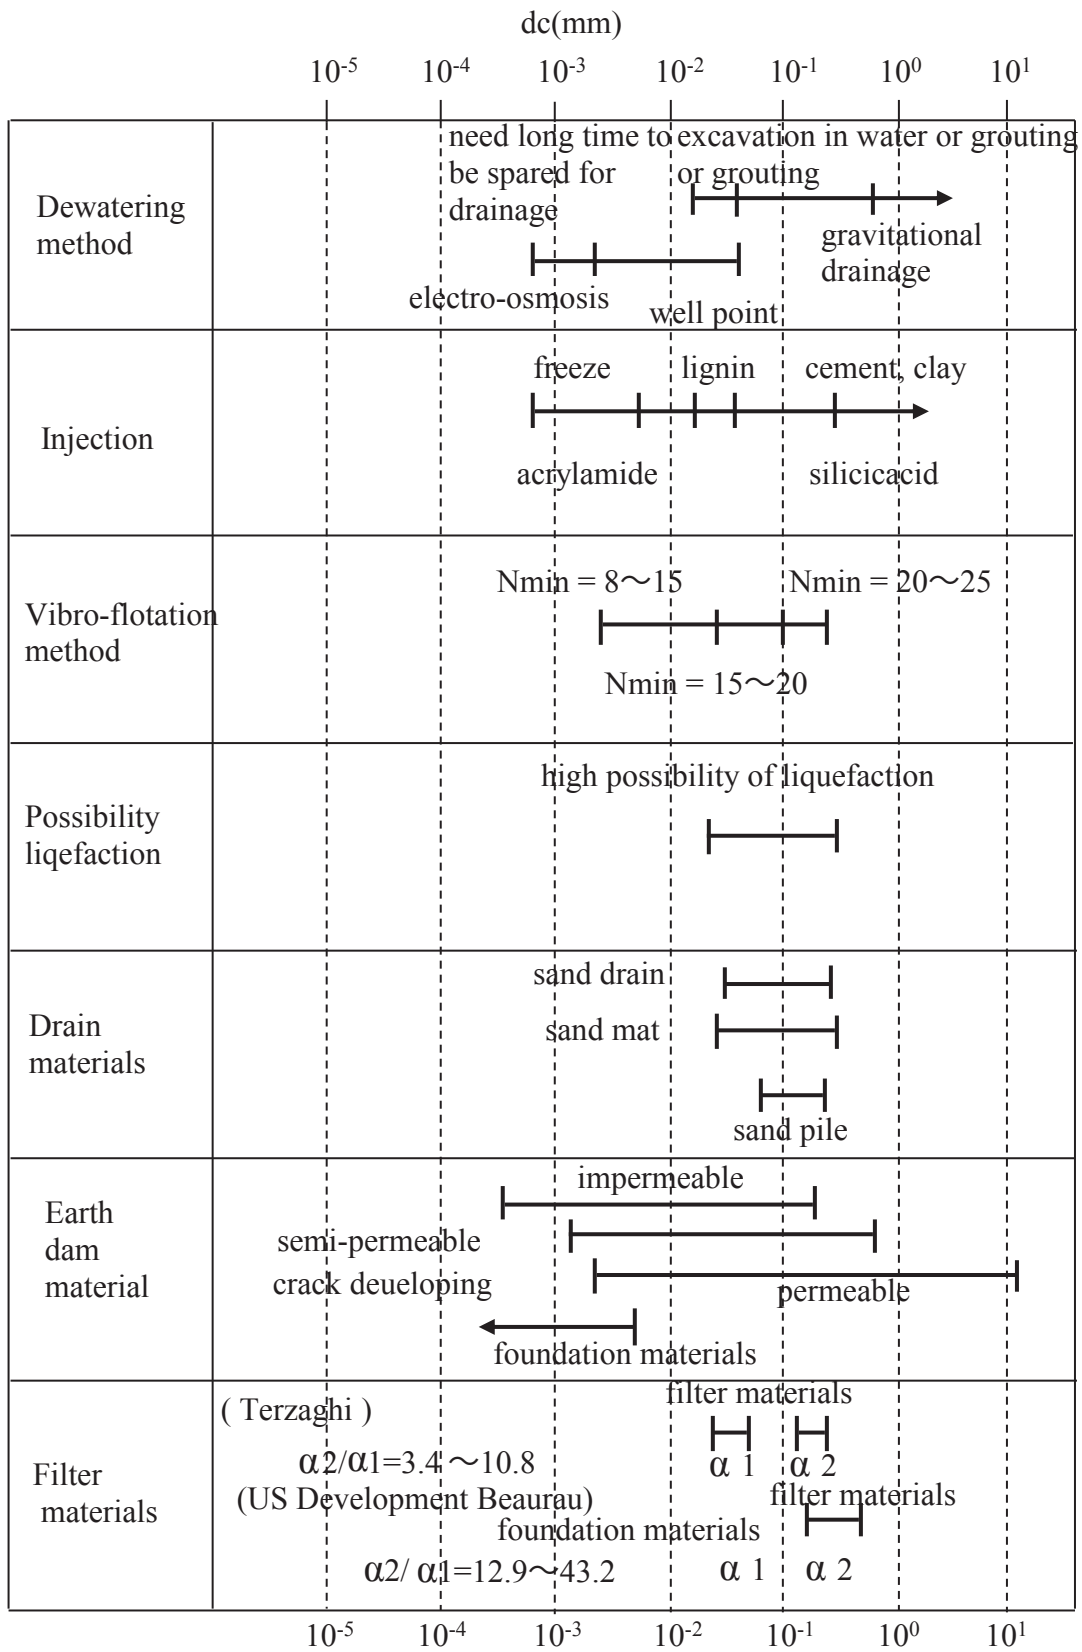 dc(mm)
10⁻⁵ 10⁻⁴ 10⁻³ 10⁻² 10⁻¹ 10⁰ 10¹
Dewatering
method
need long time to
be spared for
drainage
excavation in water or grouting
or grouting
gravitational
drainage
electro-osmosis
well point
Injection
freeze lignin cement, clay
acrylamide silicicacid
Vibro-flotation
method
Nmin = 8～15 Nmin = 20～25
Nmin = 15～20
Possibility
liqefaction
high possibility of liquefaction
Drain
materials
sand drain
sand mat
sand pile
Earth
dam
material
impermeable
semi-permeable
crack deueloping
permeable
foundation materials
Filter
materials
( Terzaghi )
filter materials
α2/α1=3.4～10.8
α 1 α 2
(US Development Beaurau)
filter materials
foundation materials
α2/ α1=12.9～43.2
α 1 α 2
10⁻⁵ 10⁻⁴ 10⁻³ 10⁻² 10⁻¹ 10⁰ 10¹